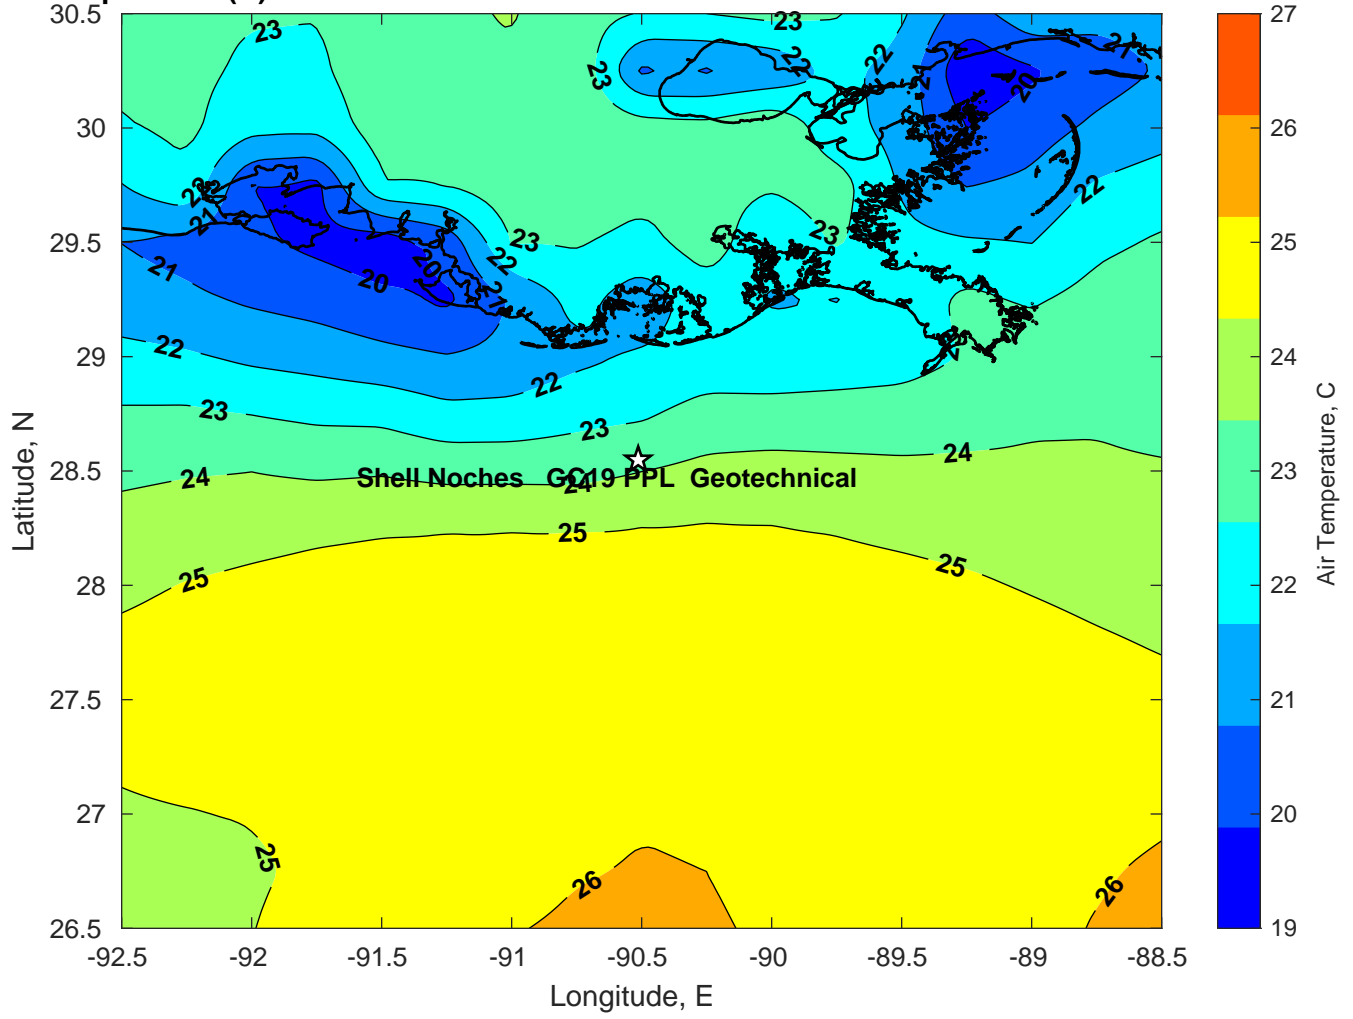 30.5
30
29.5
29
28.5
28
27.5
27
26.5
-92.5 -92 -91.5 -91 -90.5 -90 -89.5 -89 -88.5
Longitude, E
Latitude, N
23 23 23 22 22 21 20 22
22 21 23 22 23
21 20 20 21
22 22
23 23
24 24 24
Shell Noches GC19 PPL Geotechnical
25 25 25
25 26 26
27
26
25
24
23
22
21
20
19
Air Temperature, C